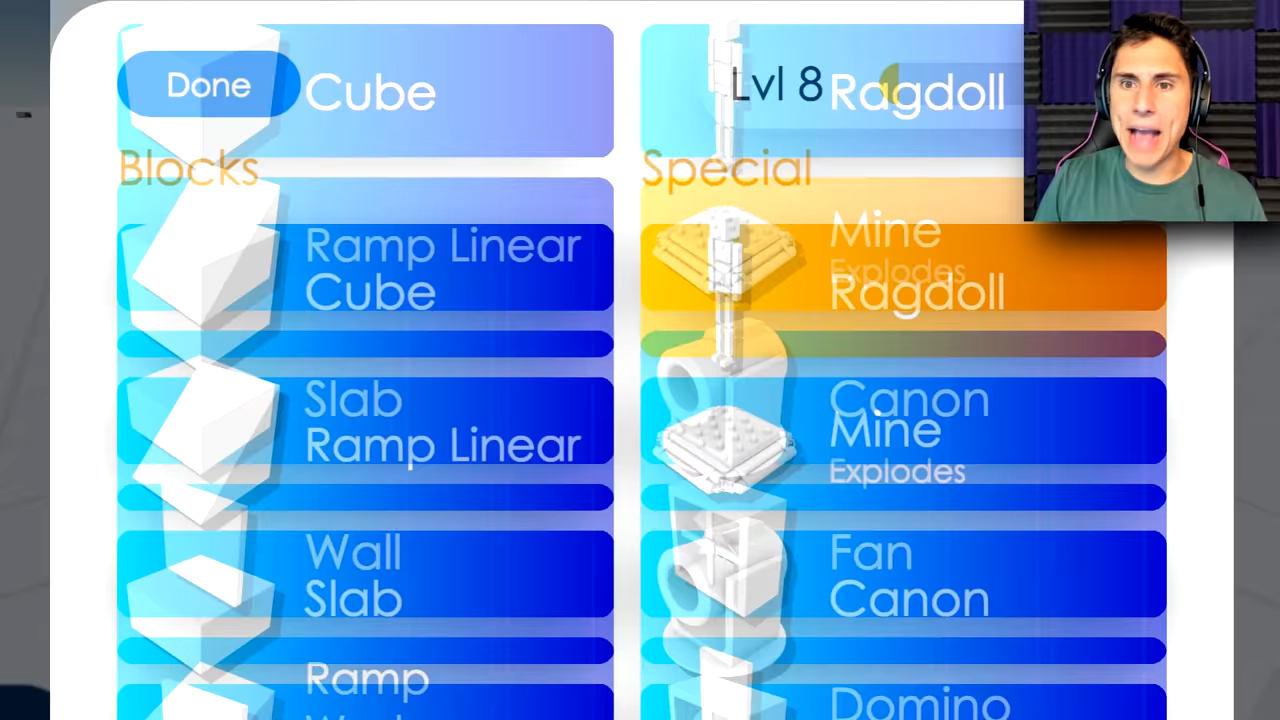 Done
Cube
Lvl 8
Ragdoll
Blocks
Special
Ramp Linear
Cube
Mine
Explodes
Ragdoll
Slab
Ramp Linear
Canon
Mine
Explodes
Wall
Slab
Fan
Canon
Ramp
Domino